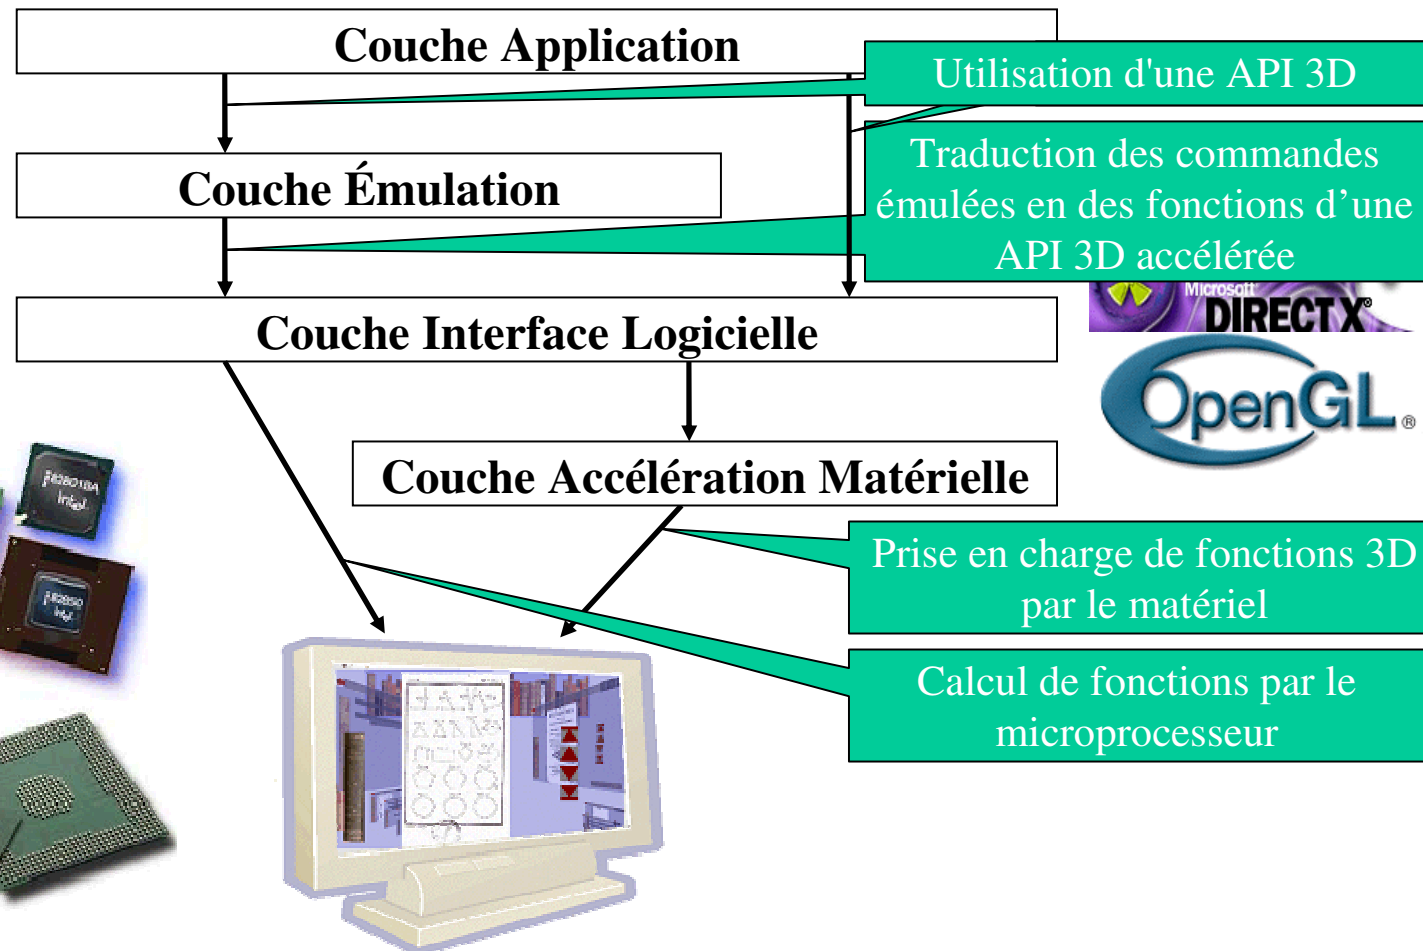 Couche Application
Utilisation d'une API 3D
Traduction des commandes
émulées en des fonctions d’une
API 3D accélérée
Couche Émulation
Microsoft
DIRECT X®
Couche Interface Logicielle
OpenGL®
Couche Accélération Matérielle
intel
Prise en charge de fonctions 3D
par le matériel
intel
Calcul de fonctions par le
microprocesseur